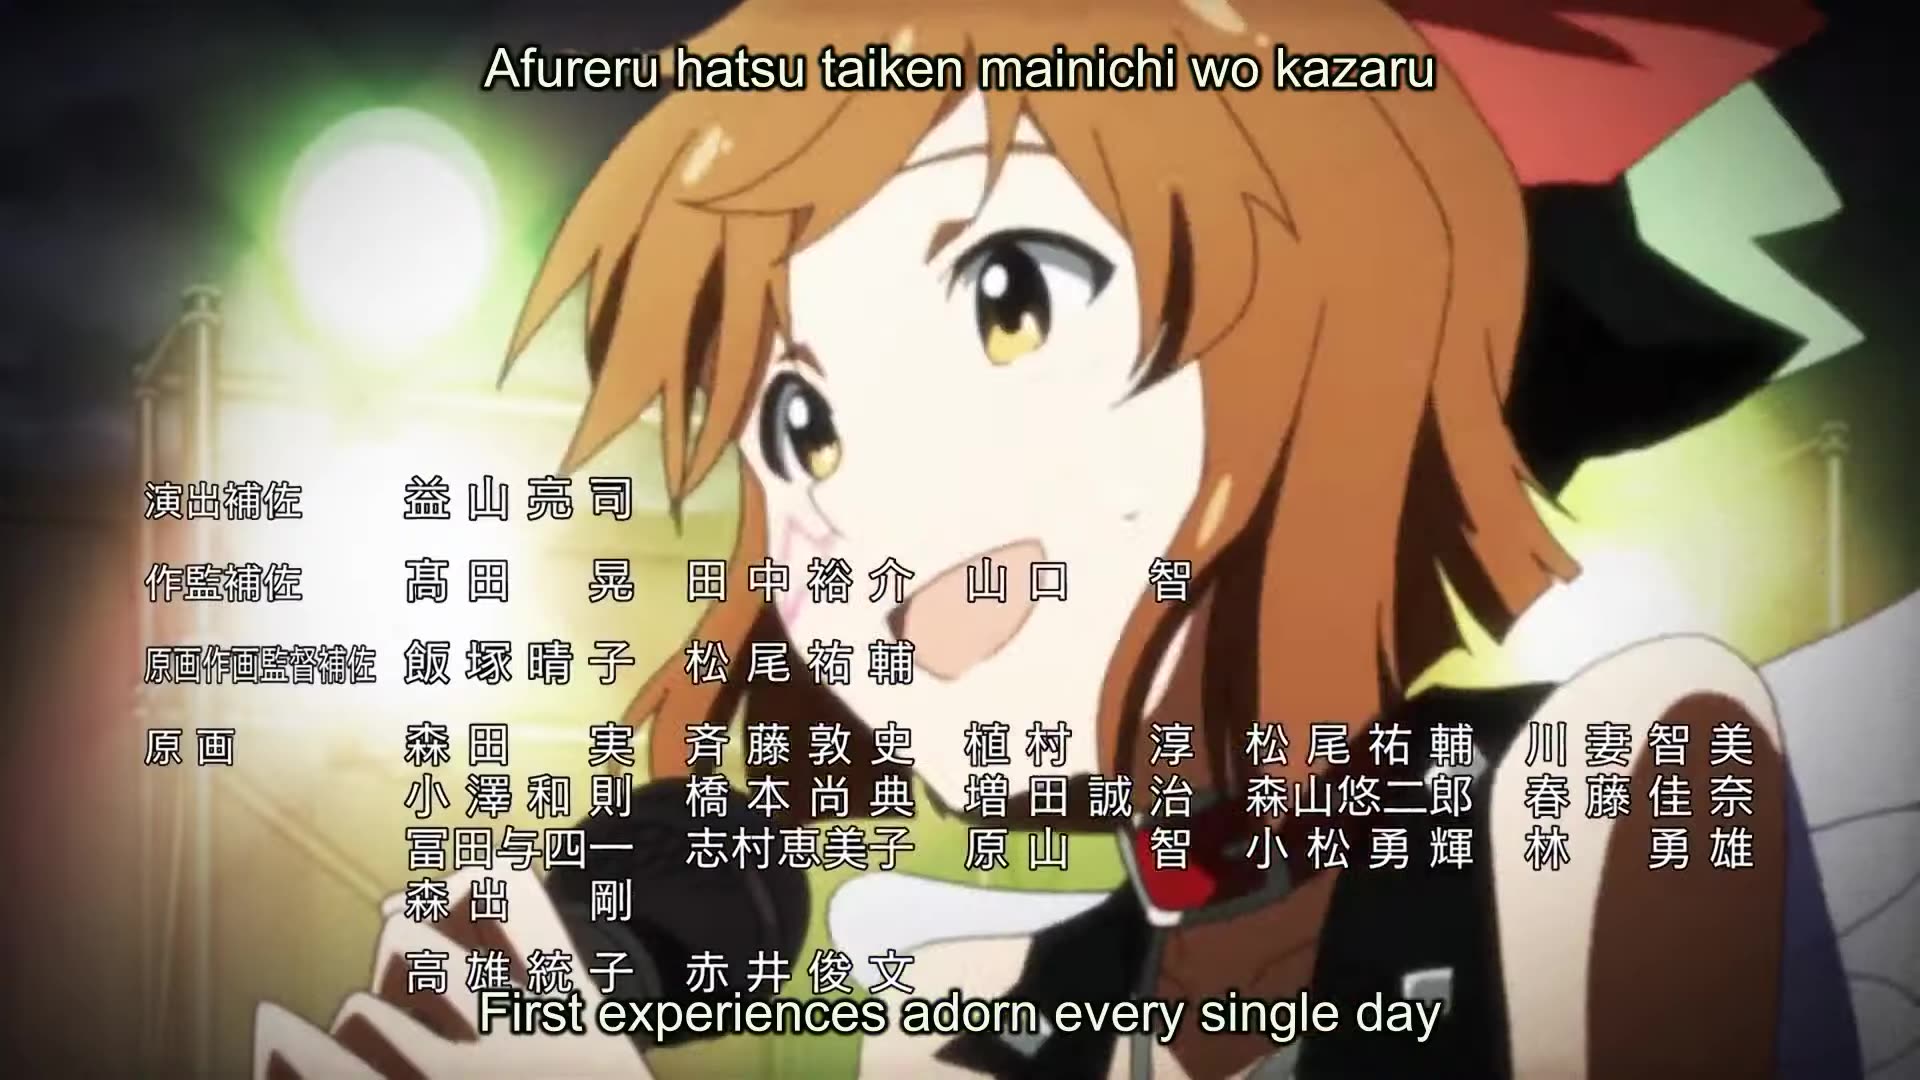 Afureru hatsu taiken mainichi wo kazaru
演出補佐 益山亮司
作監補佐 髙田 晃 田中裕介 山口 智
原画作画監督補佐 飯塚晴子 松尾祐輔
原画 森田 実 斉藤敦史 植村 淳 松尾祐輔 川妻智美
小澤和則 橋本尚典 増田誠治 森山悠二郎 春藤佳奈
冨田与四一 志村恵美子 原山 智 小松勇輝 林 勇雄
森出 剛
高雄統子 赤井俊文
First experiences adorn every single day